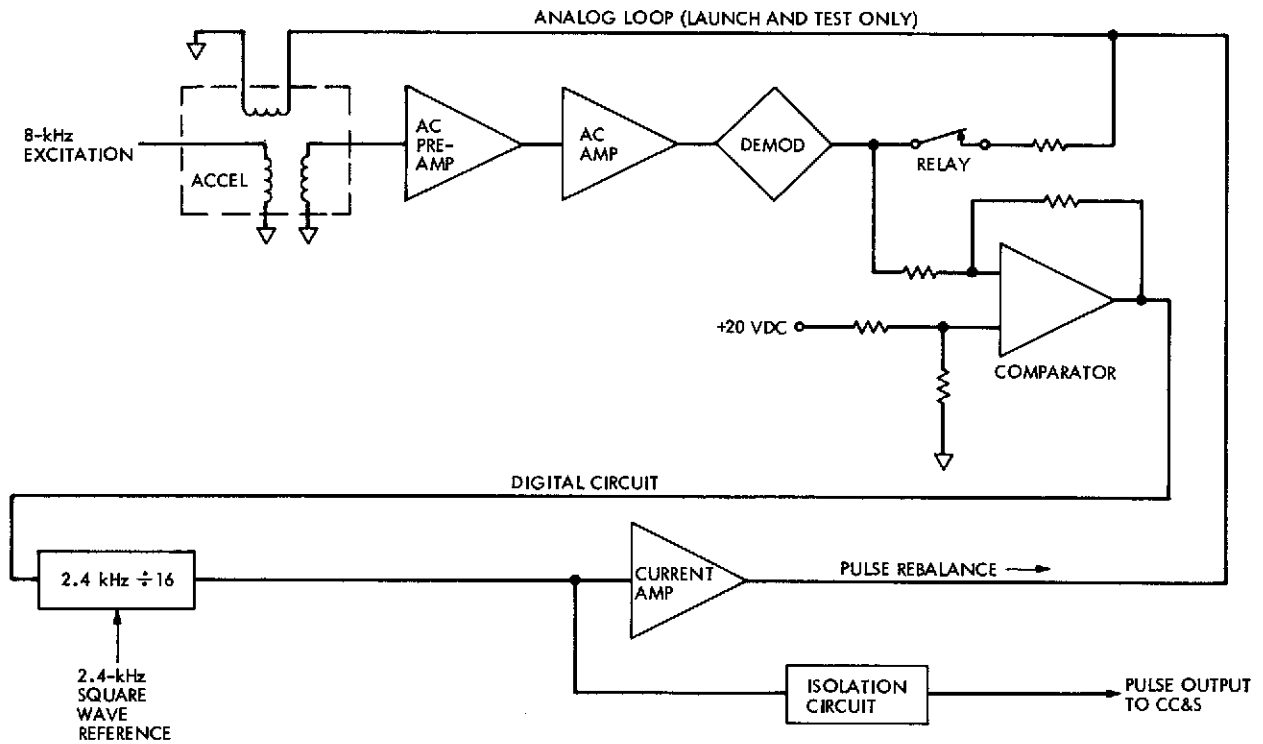 ANALOG LOOP (LAUNCH AND TEST ONLY)
8-kHz
EXCITATION
ACCEL
AC
PRE-
AMP
AC
AMP
DEMOD
RELAY
+20 VDC
COMPARATOR
DIGITAL CIRCUIT
2.4 kHz ÷16
CURRENT
AMP
PULSE REBALANCE
2.4-kHz
SQUARE
WAVE
REFERENCE
ISOLATION
CIRCUIT
PULSE OUTPUT
TO CC&S